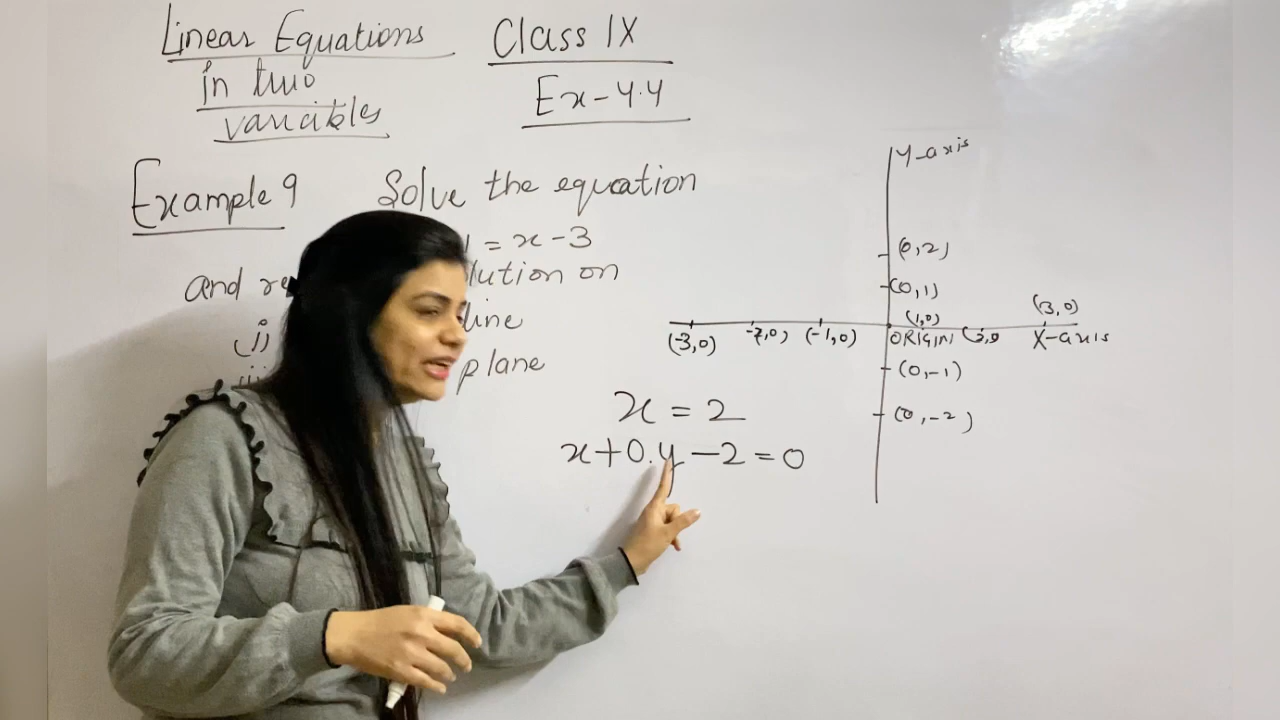 Linear Equations
in two
variables
Class IX
Ex-4.4
Example 9 Solve the equation
= x-3
and
on
(i) line
plane
x = 2
x+0.y-2=0
Y-axis
(0,2)
(0,1)
(1,0)
(3,0)
(-3,0) -2,0) (-1,0) ORIGIN X-axis
(0,-1)
(0,-2)